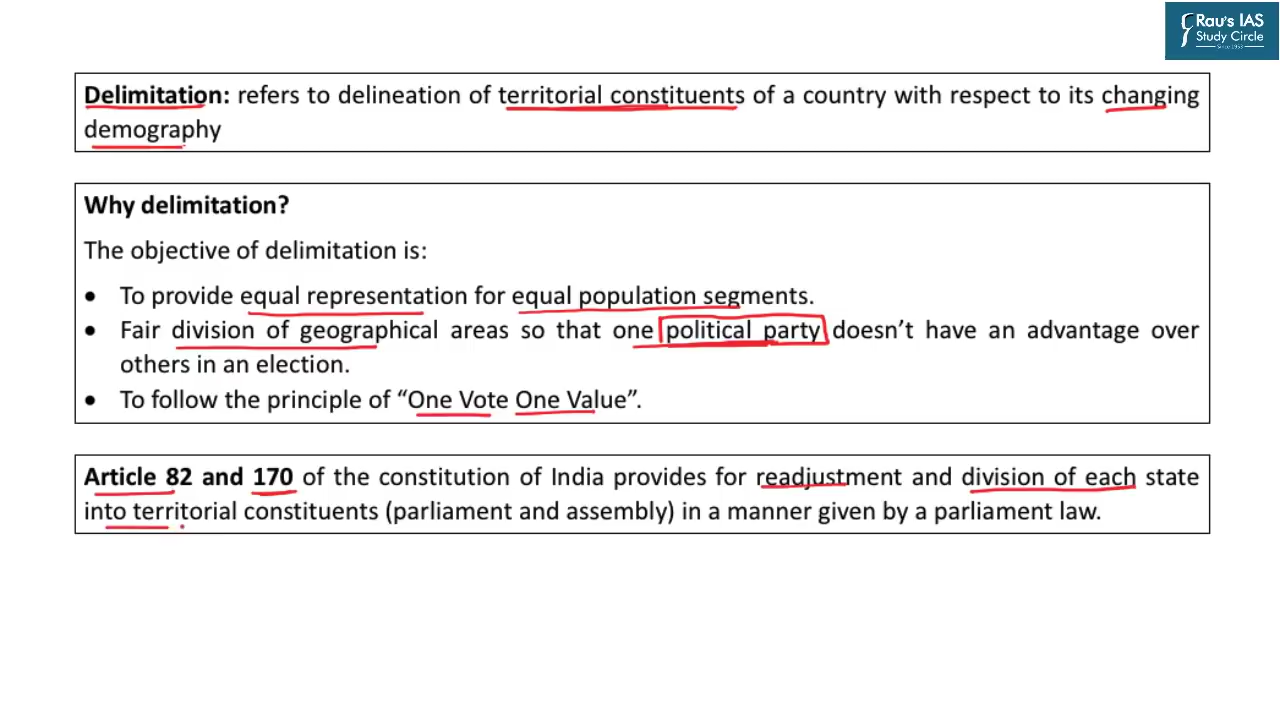 Rau's IAS
Study Circle
Since 1953
Delimitation: refers to delineation of territorial constituents of a country with respect to its changing
demography
Why delimitation?
The objective of delimitation is:
• To provide equal representation for equal population segments.
• Fair division of geographical areas so that one political party doesn't have an advantage over
others in an election.
• To follow the principle of “One Vote One Value”.
Article 82 and 170 of the constitution of India provides for readjustment and division of each state
into territorial constituents (parliament and assembly) in a manner given by a parliament law.